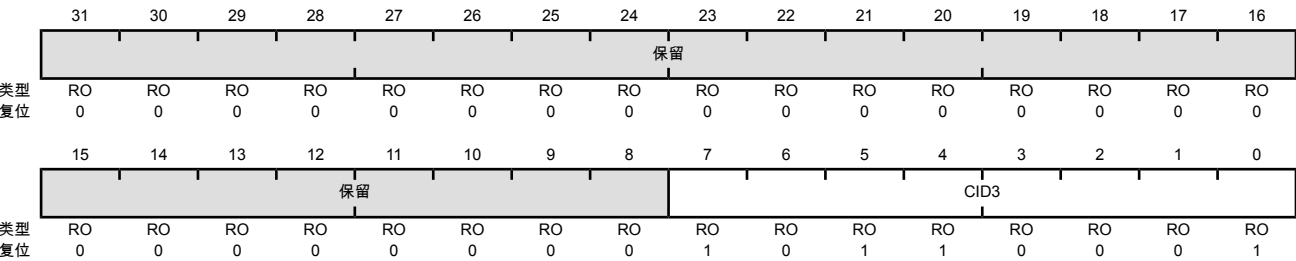 31 30 29 28 27 26 25 24 23 22 21 20 19 18 17 16
保留
类型 RO RO RO RO RO RO RO RO RO RO RO RO RO RO RO RO
复位 0 0 0 0 0 0 0 0 0 0 0 0 0 0 0 0
15 14 13 12 11 10 9 8 7 6 5 4 3 2 1 0
保留 CID3
类型 RO RO RO RO RO RO RO RO RO RO RO RO RO RO RO RO
复位 0 0 0 0 0 0 0 0 1 0 1 1 0 0 0 1